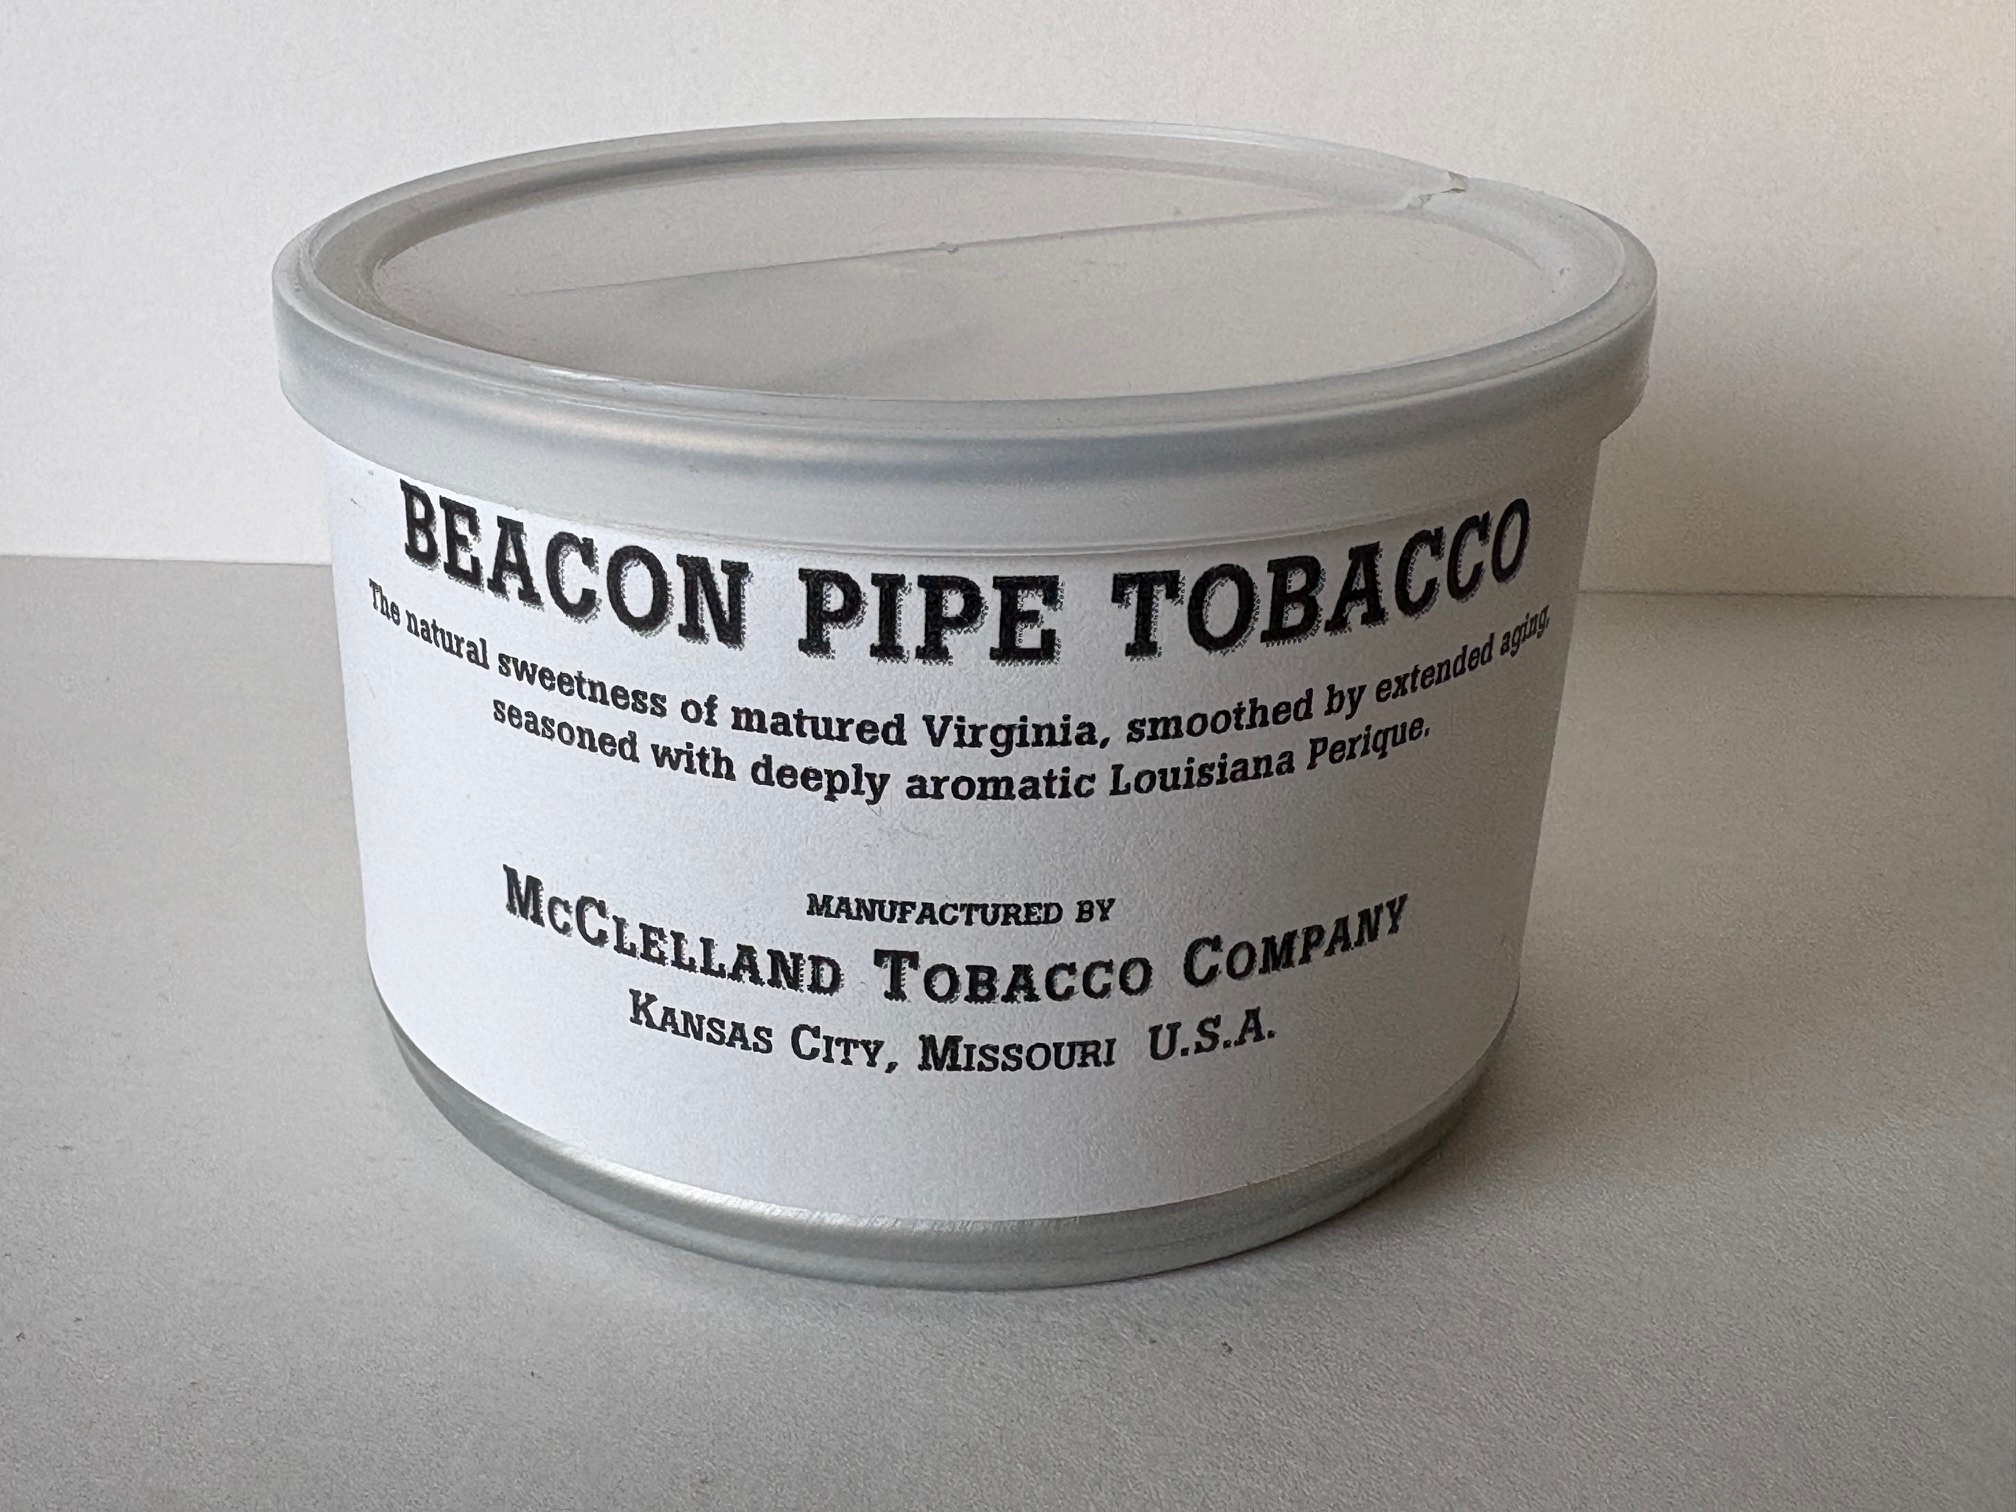 BEACON PIPE TOBACCO
The natural sweetness of matured Virginia, smoothed by extended aging,
seasoned with deeply aromatic Louisiana Perique.
MANUFACTURED BY
MCCLELLAND TOBACCO COMPANY
KANSAS CITY, MISSOURI U.S.A.